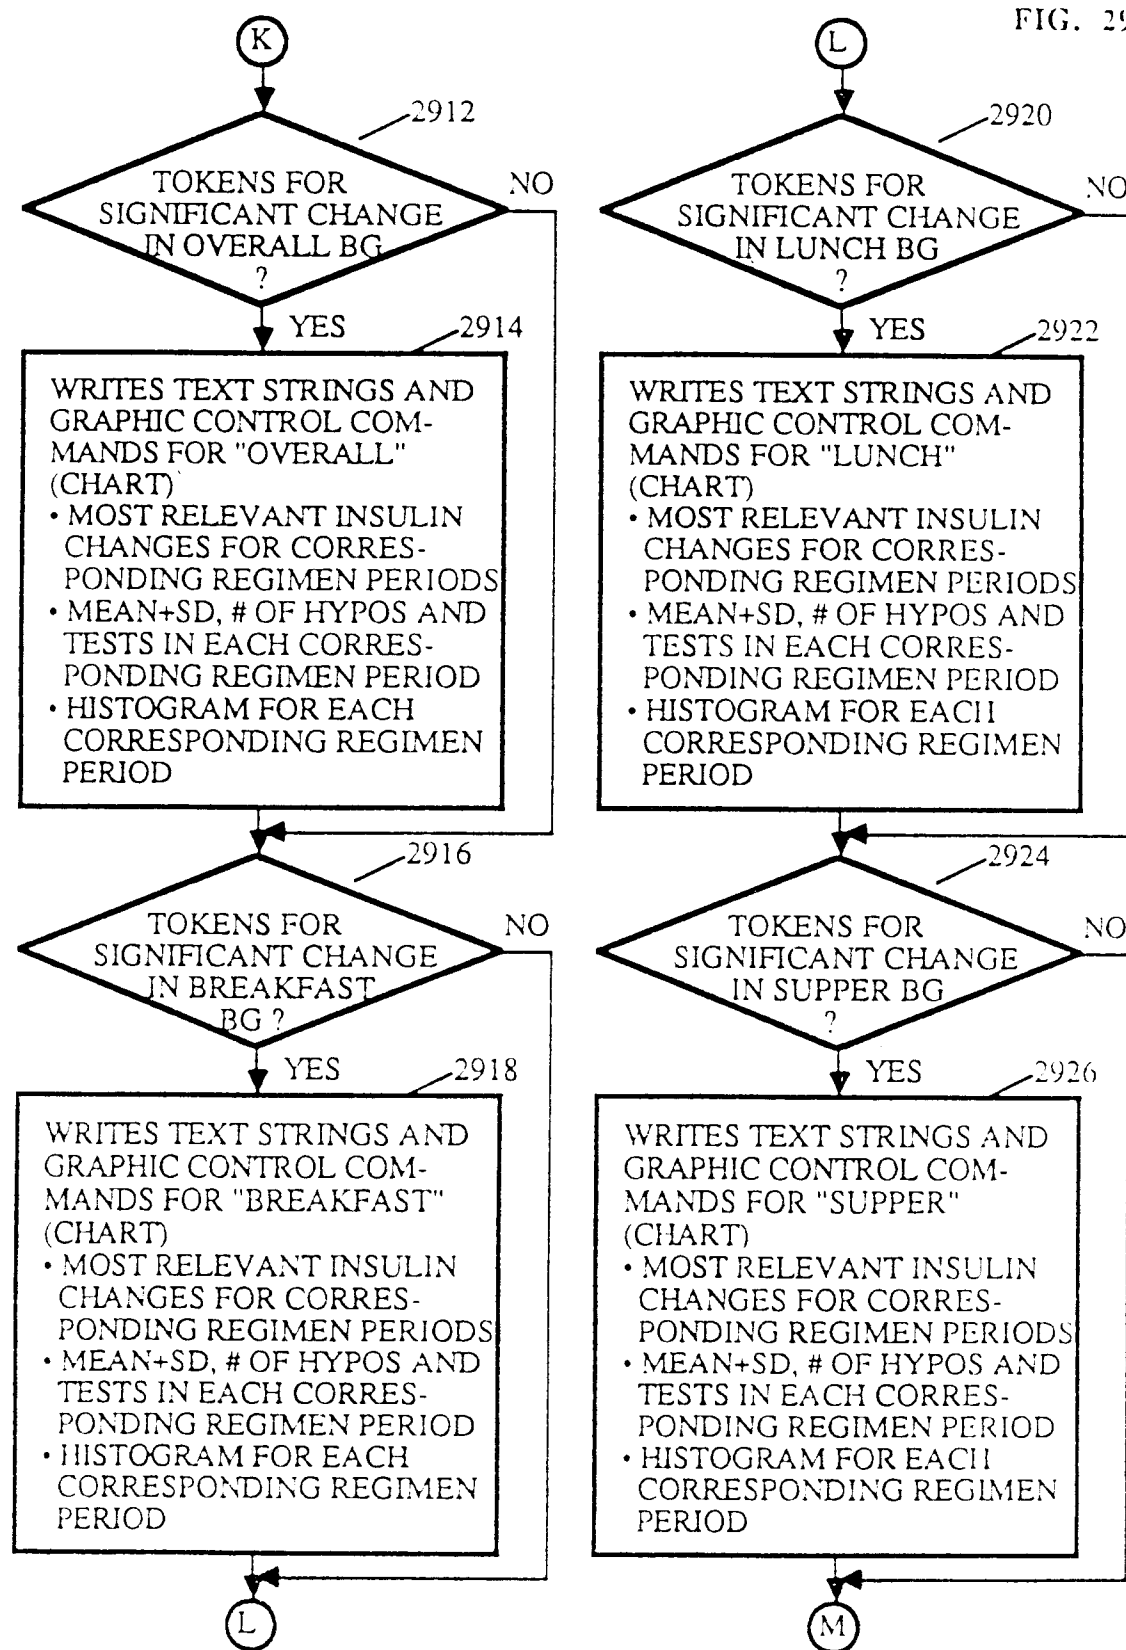 FIG. 29
K
2912
TOKENS FOR
SIGNIFICANT CHANGE
IN OVERALL BG
?
NO
YES
2914
WRITES TEXT STRINGS AND
GRAPHIC CONTROL COM-
MANDS FOR "OVERALL"
(CHART)
• MOST RELEVANT INSULIN
CHANGES FOR CORRES-
PONDING REGIMEN PERIODS
• MEAN+SD, # OF HYPOS AND
TESTS IN EACH CORRES-
PONDING REGIMEN PERIOD
• HISTOGRAM FOR EACH
CORRESPONDING REGIMEN
PERIOD
2916
TOKENS FOR
SIGNIFICANT CHANGE
IN BREAKFAST
BG ?
NO
YES
2918
WRITES TEXT STRINGS AND
GRAPHIC CONTROL COM-
MANDS FOR "BREAKFAST"
(CHART)
• MOST RELEVANT INSULIN
CHANGES FOR CORRES-
PONDING REGIMEN PERIODS
• MEAN+SD, # OF HYPOS AND
TESTS IN EACH CORRES-
PONDING REGIMEN PERIOD
• HISTOGRAM FOR EACH
CORRESPONDING REGIMEN
PERIOD
L
L
2920
TOKENS FOR
SIGNIFICANT CHANGE
IN LUNCH BG
?
NO
YES
2922
WRITES TEXT STRINGS AND
GRAPHIC CONTROL COM-
MANDS FOR "LUNCH"
(CHART)
• MOST RELEVANT INSULIN
CHANGES FOR CORRES-
PONDING REGIMEN PERIODS
• MEAN+SD, # OF HYPOS AND
TESTS IN EACH CORRES-
PONDING REGIMEN PERIOD
• HISTOGRAM FOR EACH
CORRESPONDING REGIMEN
PERIOD
2924
TOKENS FOR
SIGNIFICANT CHANGE
IN SUPPER BG
?
NO
YES
2926
WRITES TEXT STRINGS AND
GRAPHIC CONTROL COM-
MANDS FOR "SUPPER"
(CHART)
• MOST RELEVANT INSULIN
CHANGES FOR CORRES-
PONDING REGIMEN PERIODS
• MEAN+SD, # OF HYPOS AND
TESTS IN EACH CORRES-
PONDING REGIMEN PERIOD
• HISTOGRAM FOR EACH
CORRESPONDING REGIMEN
PERIOD
M